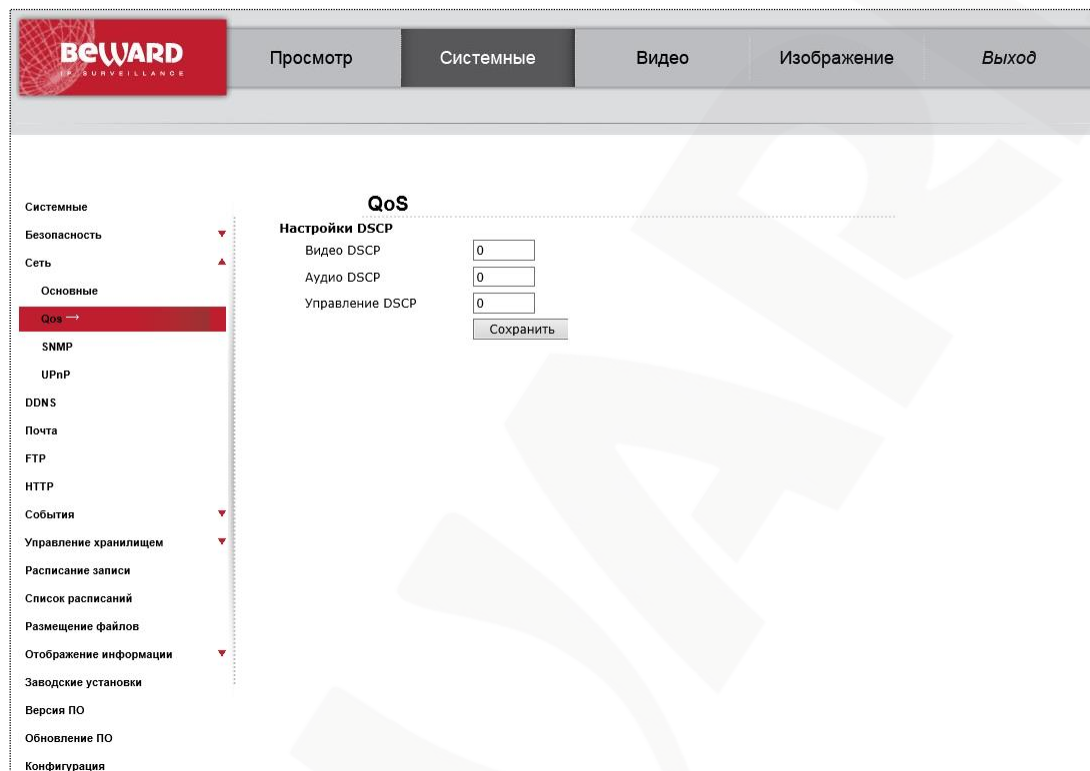 BEWARD
IP SURVEILLANCE
Просмотр
Системные
Видео
Изображение
Выход
Системные
Безопасность
Сеть
Основные
Qos →
SNMP
UPnP
DDNS
Почта
FTP
HTTP
События
Управление хранилищем
Расписание записи
Список расписаний
Размещение файлов
Отображение информации
Заводские установки
Версия ПО
Обновление ПО
Конфигурация
QoS
Настройки DSCP
Видео DSCP 0
Аудио DSCP 0
Управление DSCP 0
Сохранить